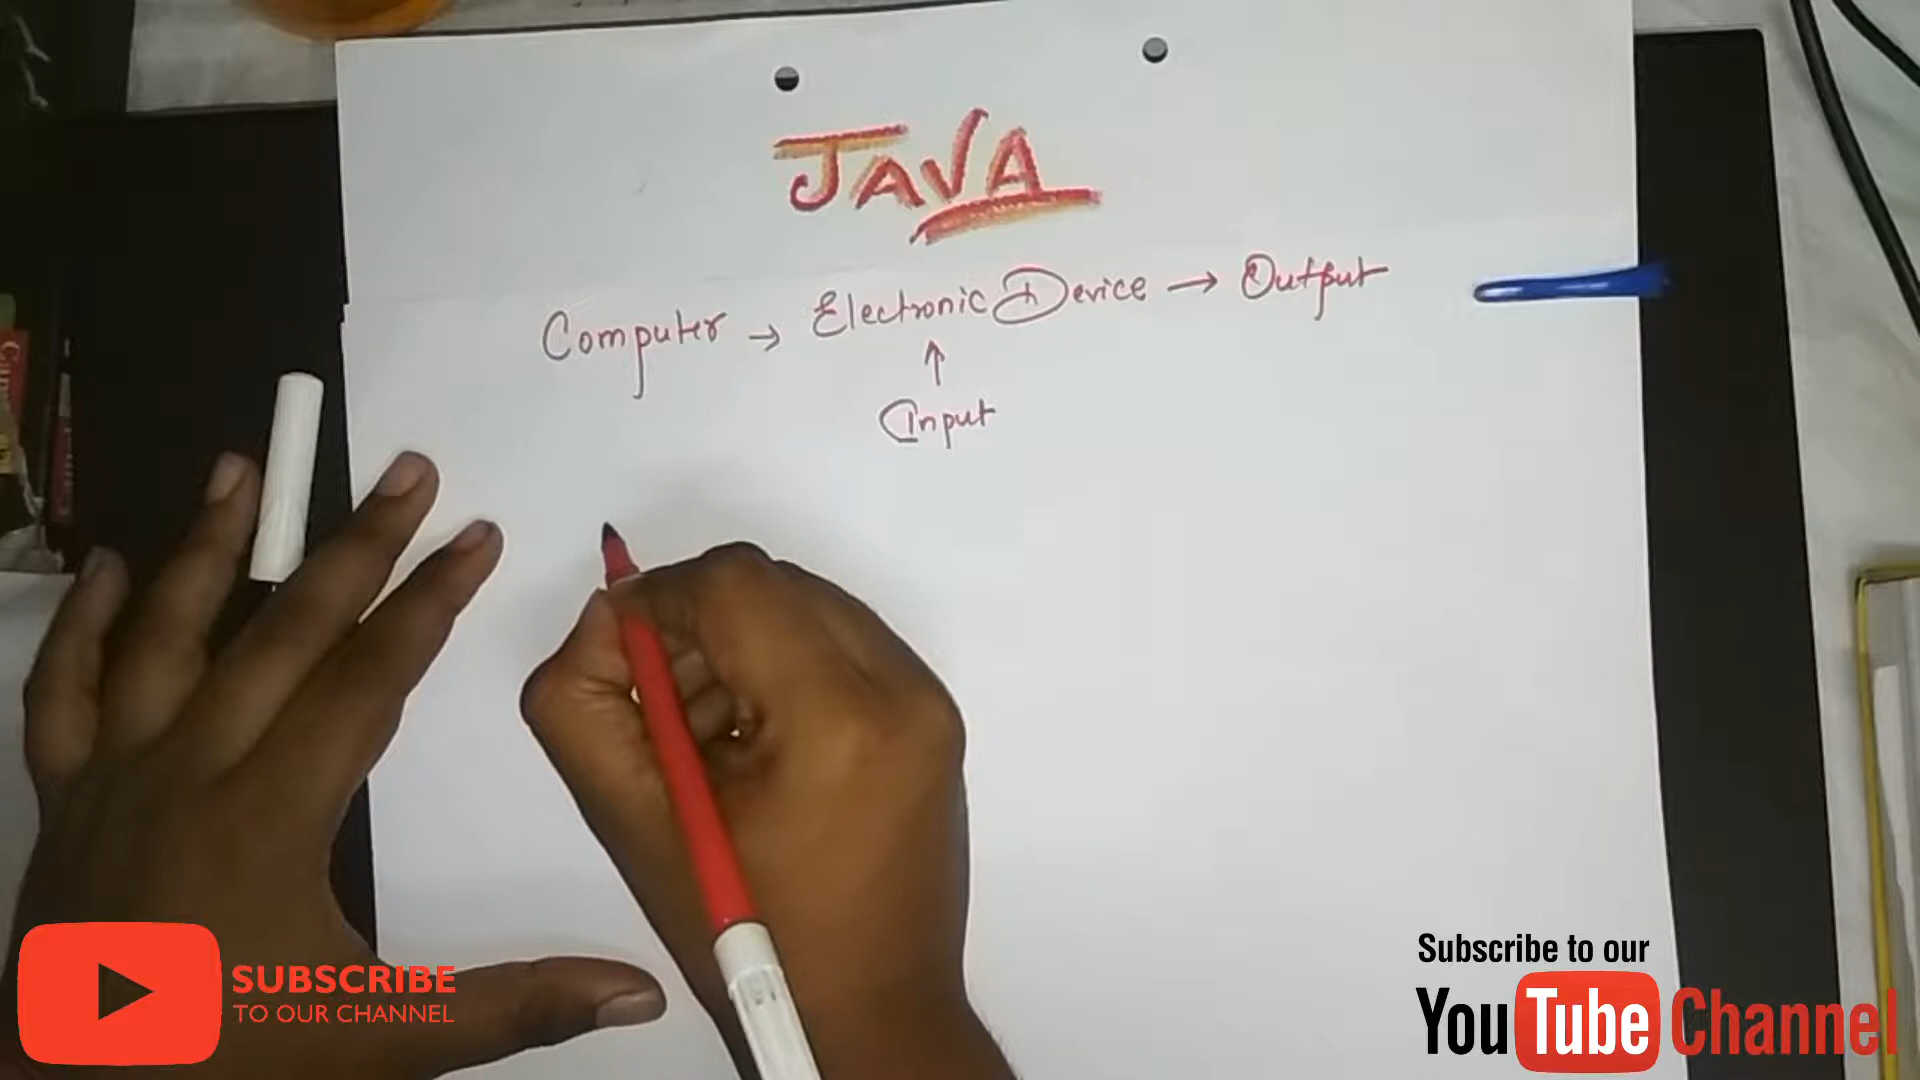 JAVA
Computer → Electronic Device → Output
↑
Input
SUBSCRIBE
TO OUR CHANNEL
Subscribe to our
YouTube Channel